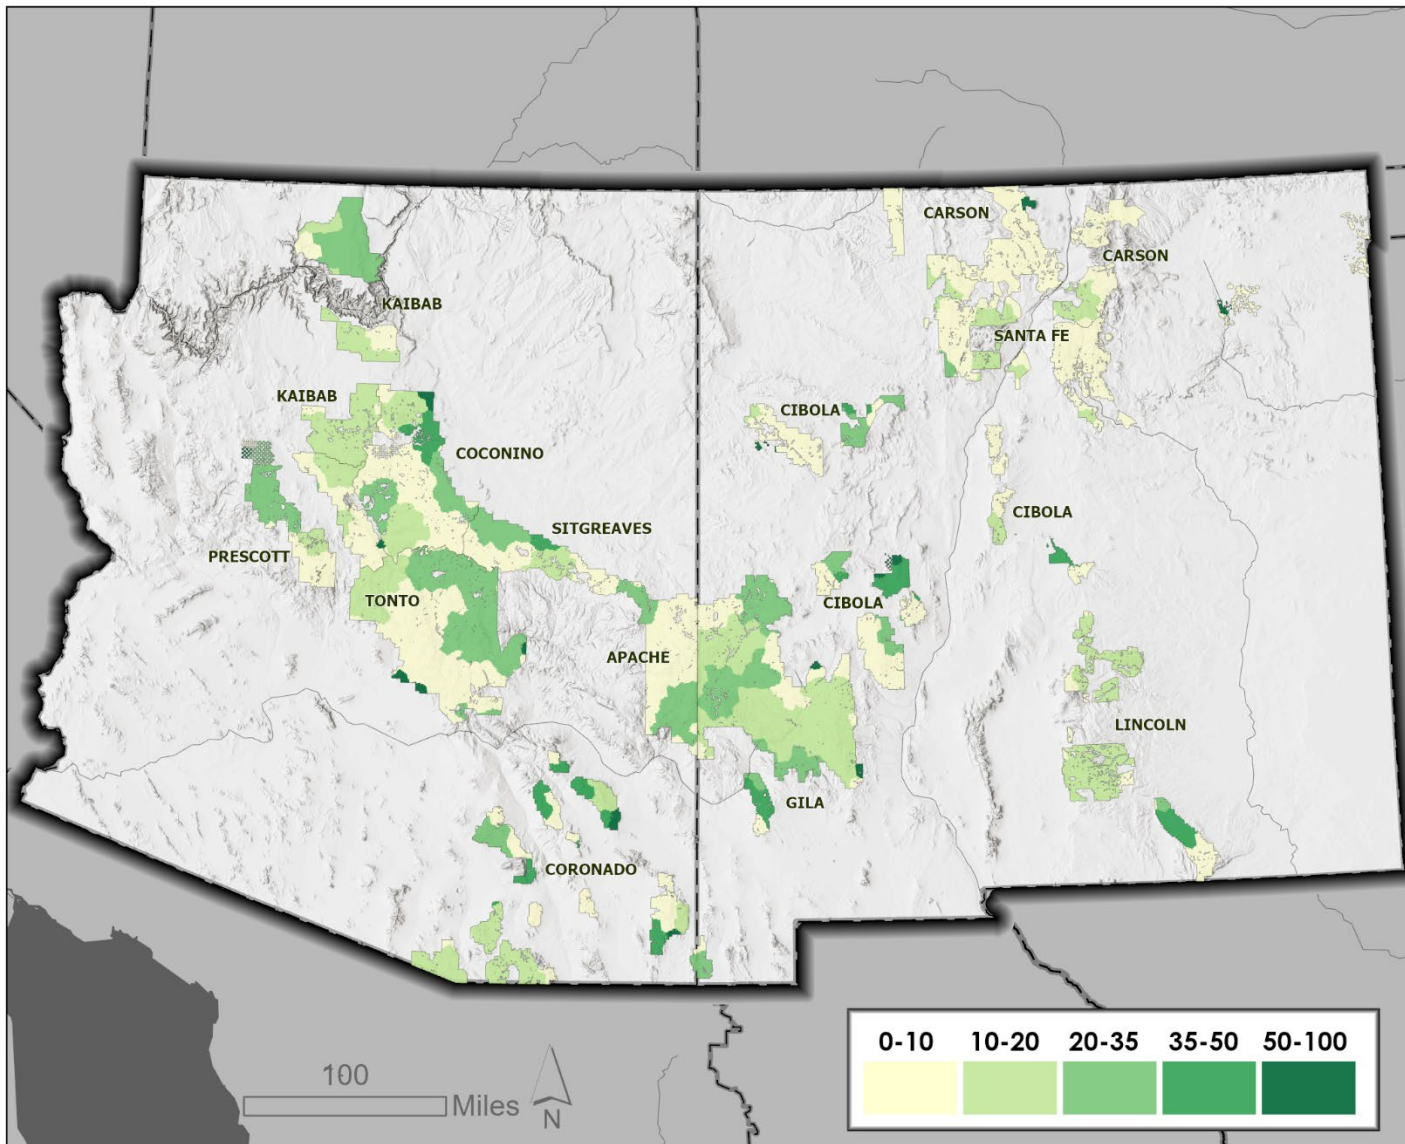 CARSON
CARSON
KAIBAB
SANTA FE
KAIBAB
CIBOLA
COCONINO
CIBOLA
SITGREAVES
PRESCOTT
TONTO
CIBOLA
APACHE
LINCOLN
GILA
CORONADO
0-10 10-20 20-35 35-50 50-100
100
Miles
N